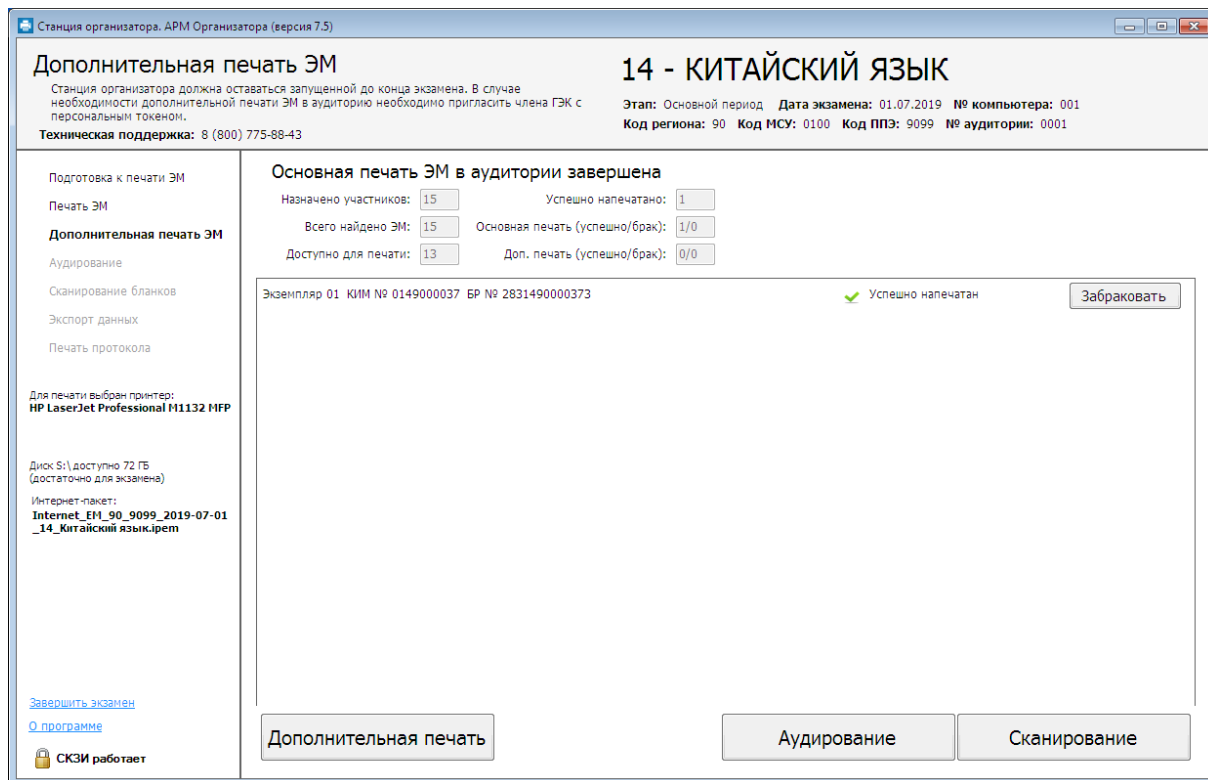 Станция организатора. АРМ Организатора (версия 7.5)
Дополнительная печать ЭМ
Станция организатора должна оставаться запущенной до конца экзамена. В случае
необходимости дополнительной печати ЭМ в аудиторию необходимо пригласить члена ГЭК с
персональным токеном.
Техническая поддержка: 8 (800) 775-88-43
14 - КИТАЙСКИЙ ЯЗЫК
Этап: Основной период Дата экзамена: 01.07.2019 № компьютера: 001
Код региона: 90 Код МСУ: 0100 Код ППЭ: 9099 № аудитории: 0001
Подготовка к печати ЭМ
Печать ЭМ
Дополнительная печать ЭМ
Аудирование
Сканирование бланков
Экспорт данных
Печать протокола
Для печати выбран принтер:
HP LaserJet Professional M1132 MFP
Диск S:\ доступно 72 ГБ
(достаточно для экзамена)
Интернет-пакет:
Internet_EM_90_9099_2019-07-01
_14_Китайский язык.ipem
Завершить экзамен
О программе
СКЗИ работает
Основная печать ЭМ в аудитории завершена
Назначено участников: 15 Успешно напечатано: 1
Всего найдено ЭМ: 15 Основная печать (успешно/брак): 1/0
Доступно для печати: 13 Доп. печать (успешно/брак): 0/0
Экземпляр 01 КИМ № 0149000037 БР № 2831490000373 Успешно напечатан Забраковать
Дополнительная печать Аудирование Сканирование